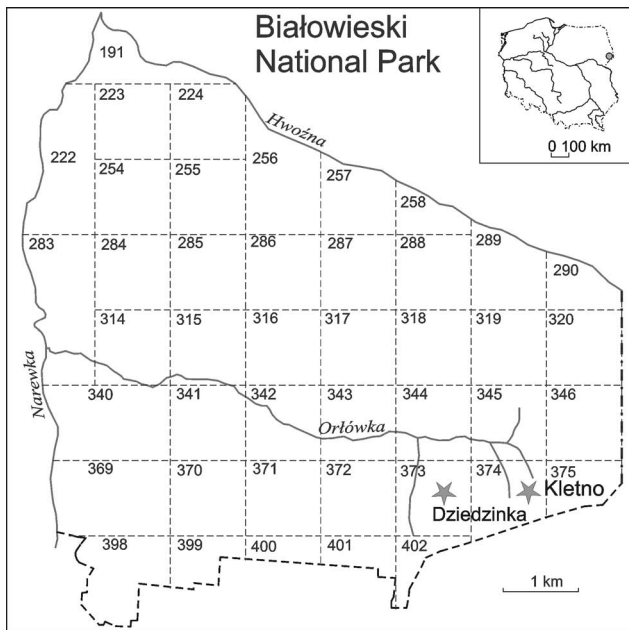 Białowieski
National Park
0 100 km
191
223 224
Hwoźna
222 254 255 256 257
258
283 284 285 286 287 288 289
290
314 315 316 317 318 319 320
Narewka
340 341 342 343 344 345 346
Orłówka
369 370 371 372 373 374 375
Kletno
Dziedzinka
398 399 400 401 402
1 km